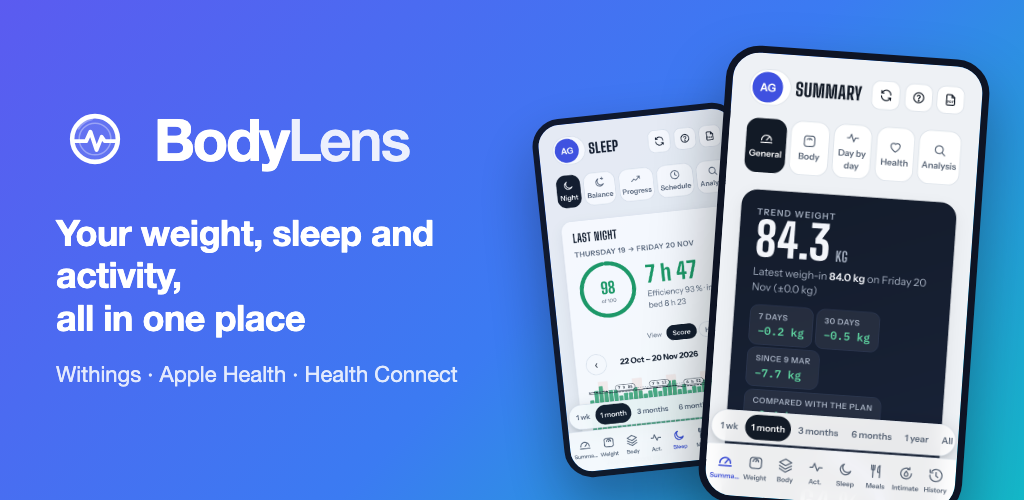 BodyLens
Your weight, sleep and
activity,
all in one place
Withings · Apple Health · Health Connect
AG
SLEEP
Night
Balance
Progress
Schedule
LAST NIGHT
THURSDAY 19 → FRIDAY 20 NOV
98
of 100
7 h 47
Efficiency 93 %
bed 8 h 23
View
Score
22 Oct – 20 Nov 2026
1 wk
1 month
3 months
Weight
Body
Act.
Sleep
AG
SUMMARY
General
Body
Day by
day
Health
Analysis
TREND WEIGHT
84.3 KG
Latest weigh-in 84.0 kg on Friday 20
Nov (±0.0 kg)
7 DAYS
−0.2 kg
30 DAYS
−0.5 kg
SINCE 9 MAR
−7.7 kg
COMPARED WITH THE PLAN
1 wk
1 month
3 months
6 months
1 year
All
Summa...
Weight
Body
Act.
Sleep
Meals
Intimate
History